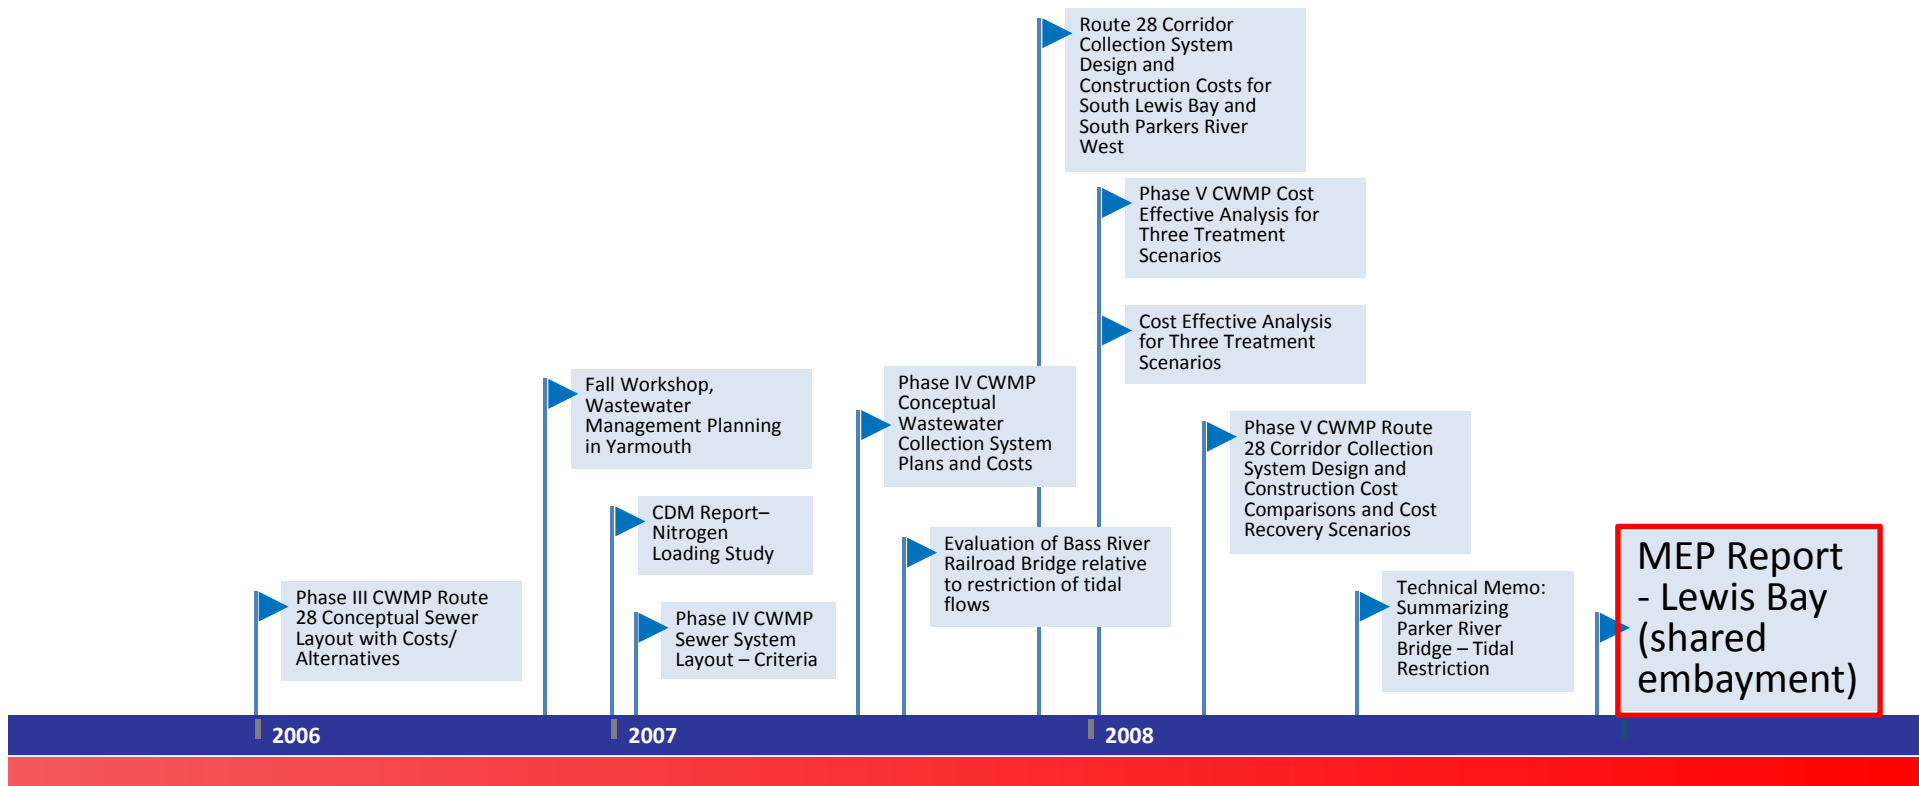 Route 28 Corridor
Collection System
Design and
Construction Costs for
South Lewis Bay and
South Parkers River
West
Phase V CWMP Cost
Effective Analysis for
Three Treatment
Scenarios
Cost Effective Analysis
for Three Treatment
Scenarios
Fall Workshop,
Wastewater
Management Planning
in Yarmouth
Phase IV CWMP
Conceptual
Wastewater
Collection System
Plans and Costs
Phase V CWMP Route
28 Corridor Collection
System Design and
Construction Cost
Comparisons and Cost
Recovery Scenarios
CDM Report–
Nitrogen
Loading Study
Evaluation of Bass River
Railroad Bridge relative
to restriction of tidal
flows
MEP Report
- Lewis Bay
(shared
embayment)
Technical Memo:
Summarizing
Parker River
Bridge – Tidal
Restriction
Phase III CWMP Route
28 Conceptual Sewer
Layout with Costs/
Alternatives
Phase IV CWMP
Sewer System
Layout – Criteria
2006
2007
2008